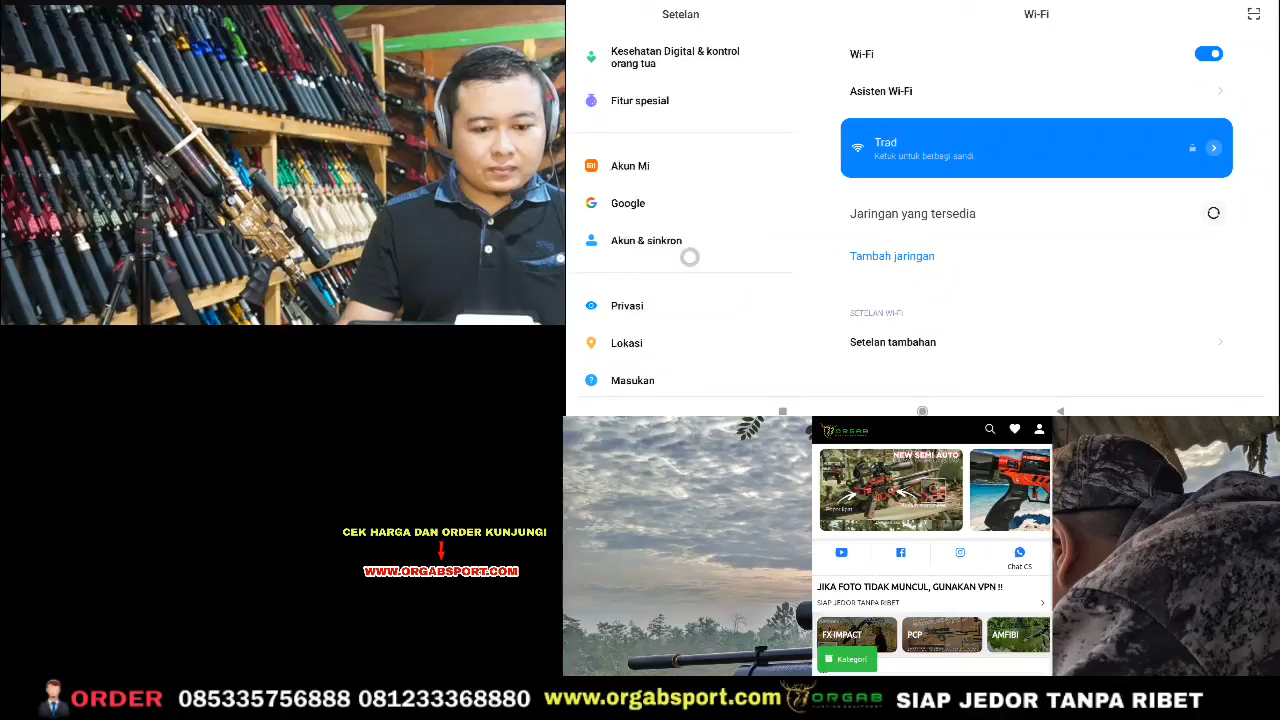 Setelan
Kesehatan Digital & kontrol
orang tua
Fitur spesial
Akun Mi
Google
Akun & sinkron
Privasi
Lokasi
Masukan
Wi-Fi
Wi-Fi
Asisten Wi-Fi
Trad
Ketuk untuk berbagi sandi
Jaringan yang tersedia
Tambah jaringan
SETELAN WI-FI
Setelan tambahan
CEK HARGA DAN ORDER KUNJUNGI
WWW.ORGABSPORT.COM
ORGAB
NEW SEMI AUTO
Popor lipat
Chat CS
JIKA FOTO TIDAK MUNCUL, GUNAKAN VPN !!
SIAP JEDOR TANPA RIBET
FX IMPACT
PCP
AMFIBI
Kategori
ORDER 085335756888 081233368880 www.orgabsport.com ORGAB SIAP JEDOR TANPA RIBET